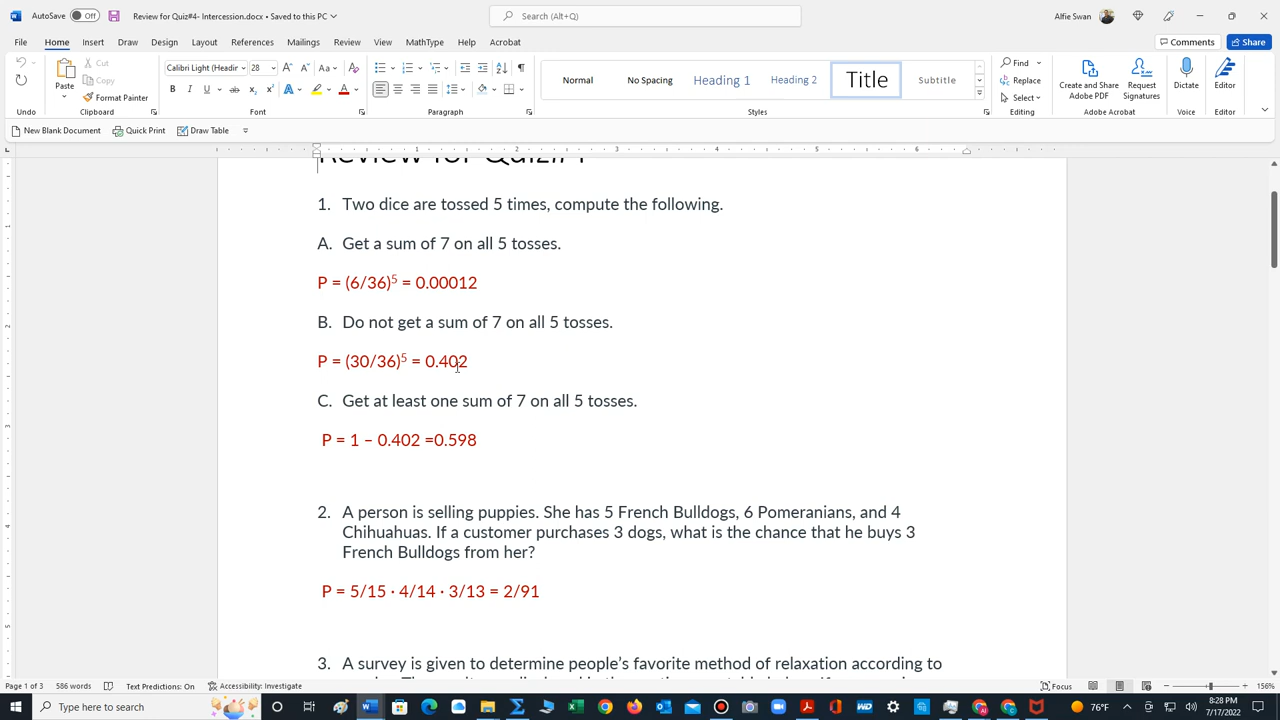 AutoSave Off Review for Quiz#4- Intercession.docx • Saved to this PC Search (Alt+Q) Alfie Swan
File Home Insert Draw Design Layout References Mailings Review View MathType Help Acrobat Comments Share
Paste Cut Copy Format Painter Calibri Light (Headir 28 Normal No Spacing Heading 1 Heading 2 Title Subtitle Find Replace Select Create and Share Adobe PDF Request Signatures Dictate Editor
Undo Clipboard Font Paragraph Styles Editing Adobe Acrobat Voice Editor
New Blank Document Quick Print Draw Table
Review for Quiz#4
1. Two dice are tossed 5 times, compute the following.
A. Get a sum of 7 on all 5 tosses.
P = (6/36)⁵ = 0.00012
B. Do not get a sum of 7 on all 5 tosses.
P = (30/36)⁵ = 0.402
C. Get at least one sum of 7 on all 5 tosses.
P = 1 – 0.402 =0.598
2. A person is selling puppies. She has 5 French Bulldogs, 6 Pomeranians, and 4
Chihuahuas. If a customer purchases 3 dogs, what is the chance that he buys 3
French Bulldogs from her?
P = 5/15 · 4/14 · 3/13 = 2/91
3. A survey is given to determine people's favorite method of relaxation according to
Page 1 of 3 586 words Text Predictions: On Accessibility: Investigate Focus 156%
Type here to search 76°F 8:28 PM
7/17/2022